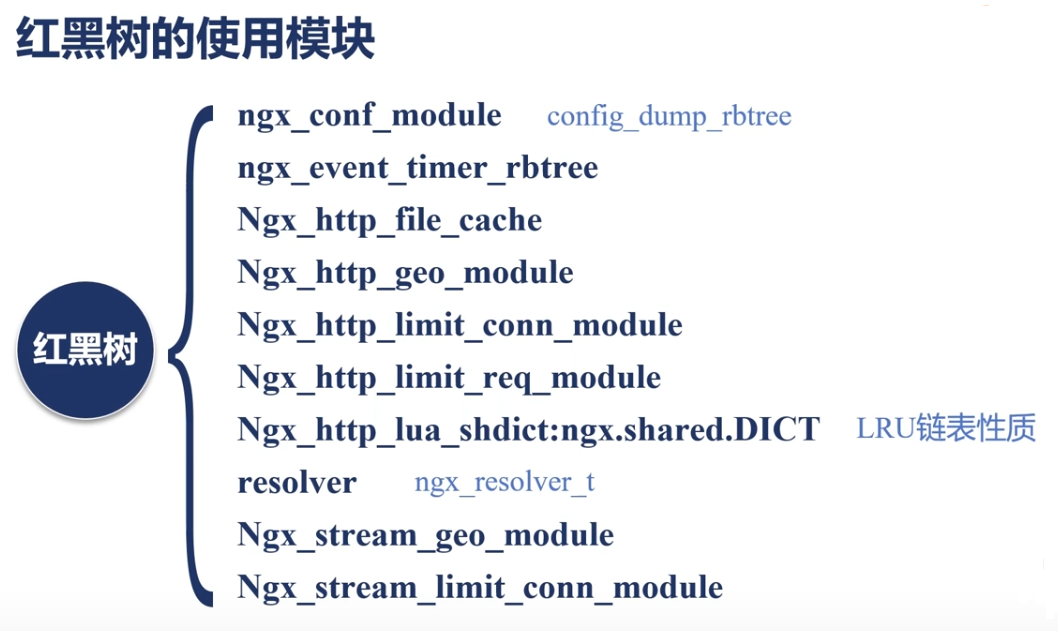 红黑树的使用模块
ngx_conf_module config_dump_rbtree
ngx_event_timer_rbtree
Ngx_http_file_cache
Ngx_http_geo_module
Ngx_http_limit_conn_module
红黑树
Ngx_http_limit_req_module
Ngx_http_lua_shdict:ngx.shared.DICT LRU链表性质
resolver ngx_resolver_t
Ngx_stream_geo_module
Ngx_stream_limit_conn_module